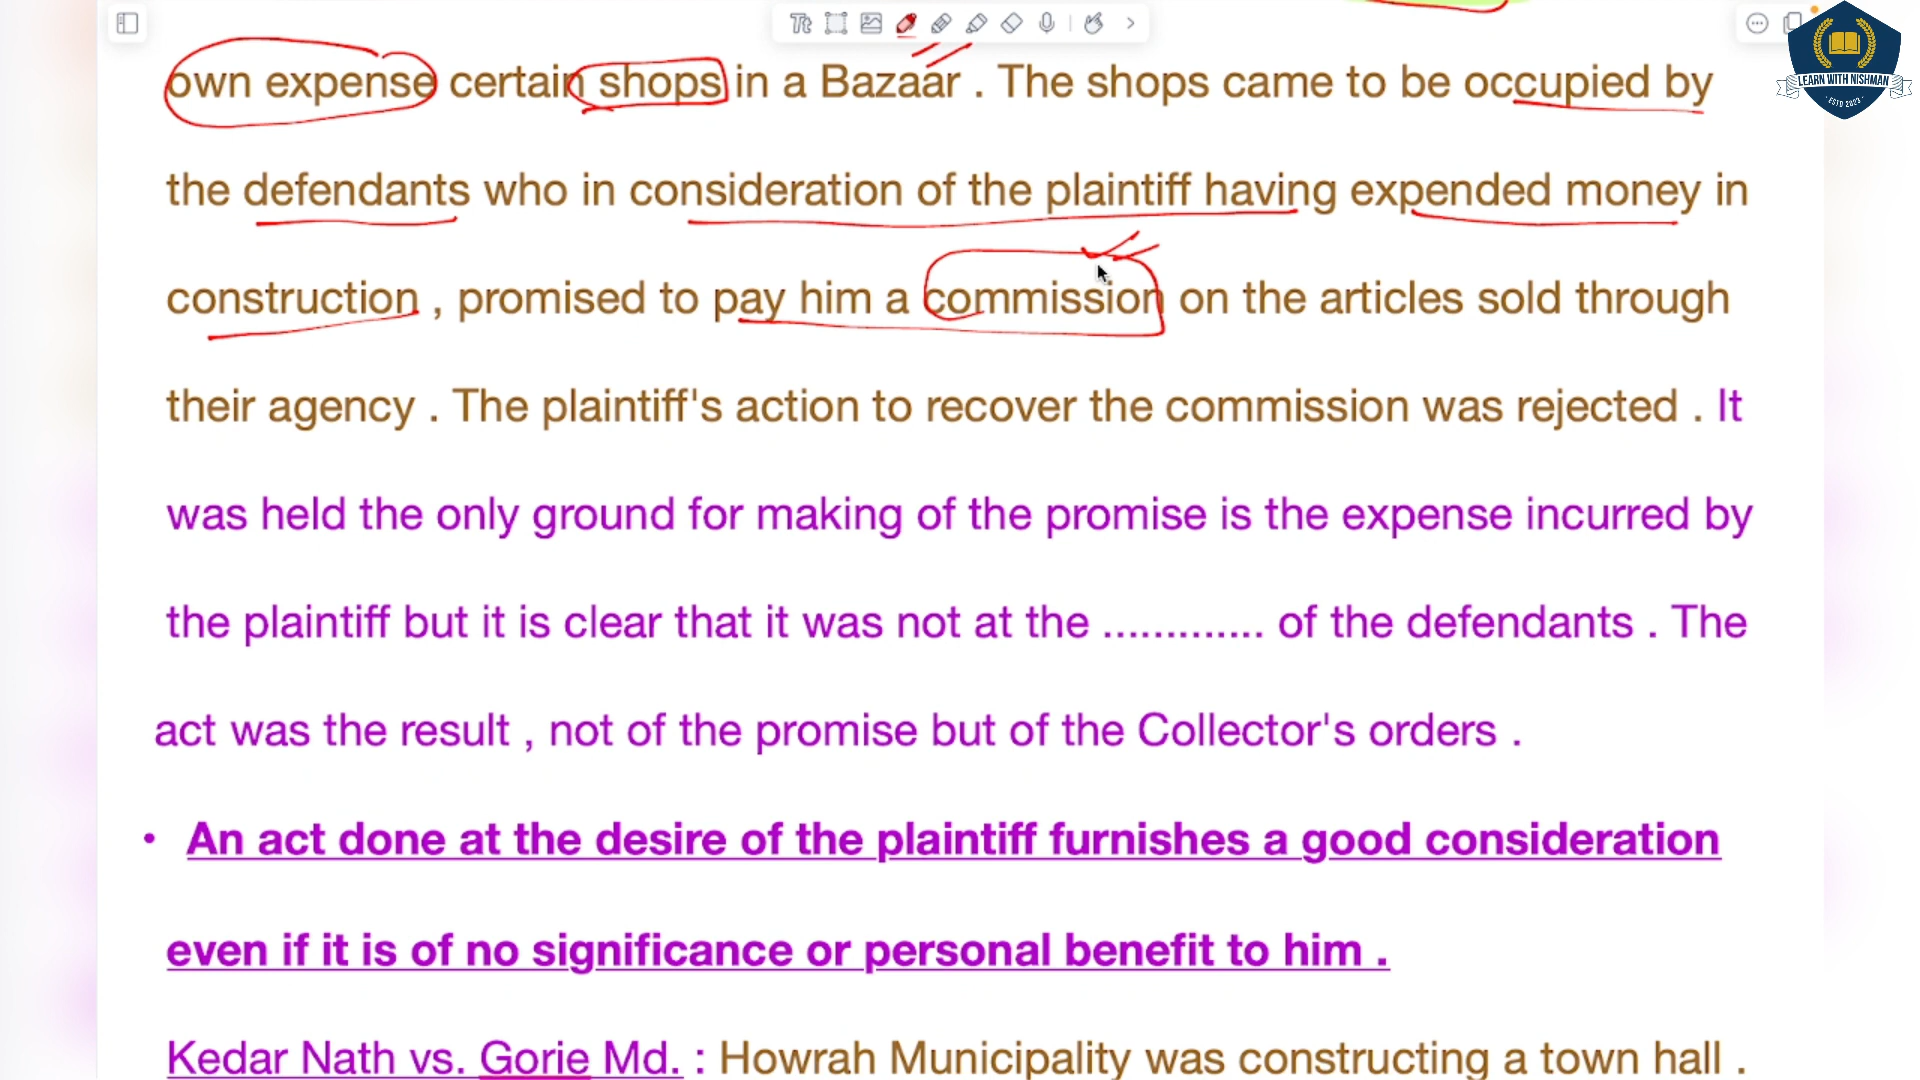 Tt
LEARN WITH NISHMAN
ESTD 2023
own expense certain shops in a Bazaar . The shops came to be occupied by
the defendants who in consideration of the plaintiff having expended money in
construction , promised to pay him a commission on the articles sold through
their agency . The plaintiff's action to recover the commission was rejected . It
was held the only ground for making of the promise is the expense incurred by
the plaintiff but it is clear that it was not at the ............. of the defendants . The
act was the result , not of the promise but of the Collector's orders .
• An act done at the desire of the plaintiff furnishes a good consideration
even if it is of no significance or personal benefit to him .
Kedar Nath vs. Gorie Md. : Howrah Municipality was constructing a town hall .